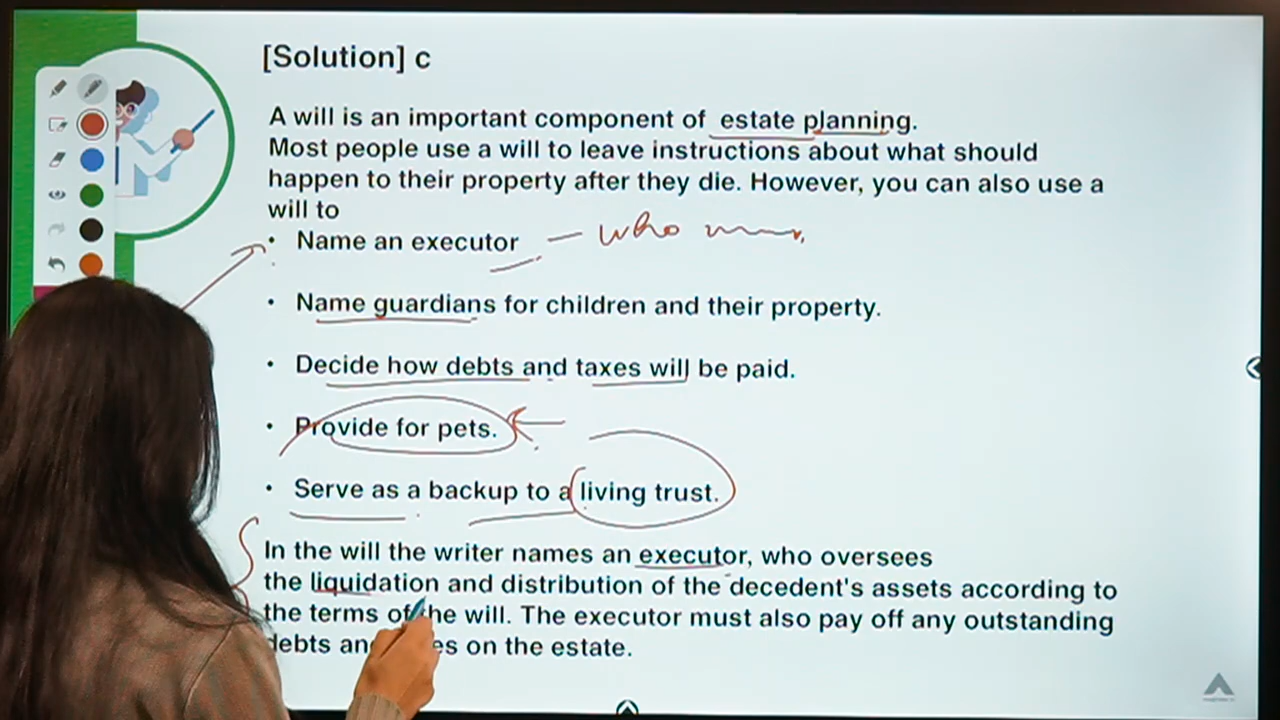 [Solution] c
A will is an important component of estate planning.
Most people use a will to leave instructions about what should
happen to their property after they die. However, you can also use a
will to
• Name an executor – who
• Name guardians for children and their property.
• Decide how debts and taxes will be paid.
• Provide for pets.
• Serve as a backup to a living trust.
In the will the writer names an executor, who oversees
the liquidation and distribution of the decedent's assets according to
the terms of the will. The executor must also pay off any outstanding
debts and on the estate.